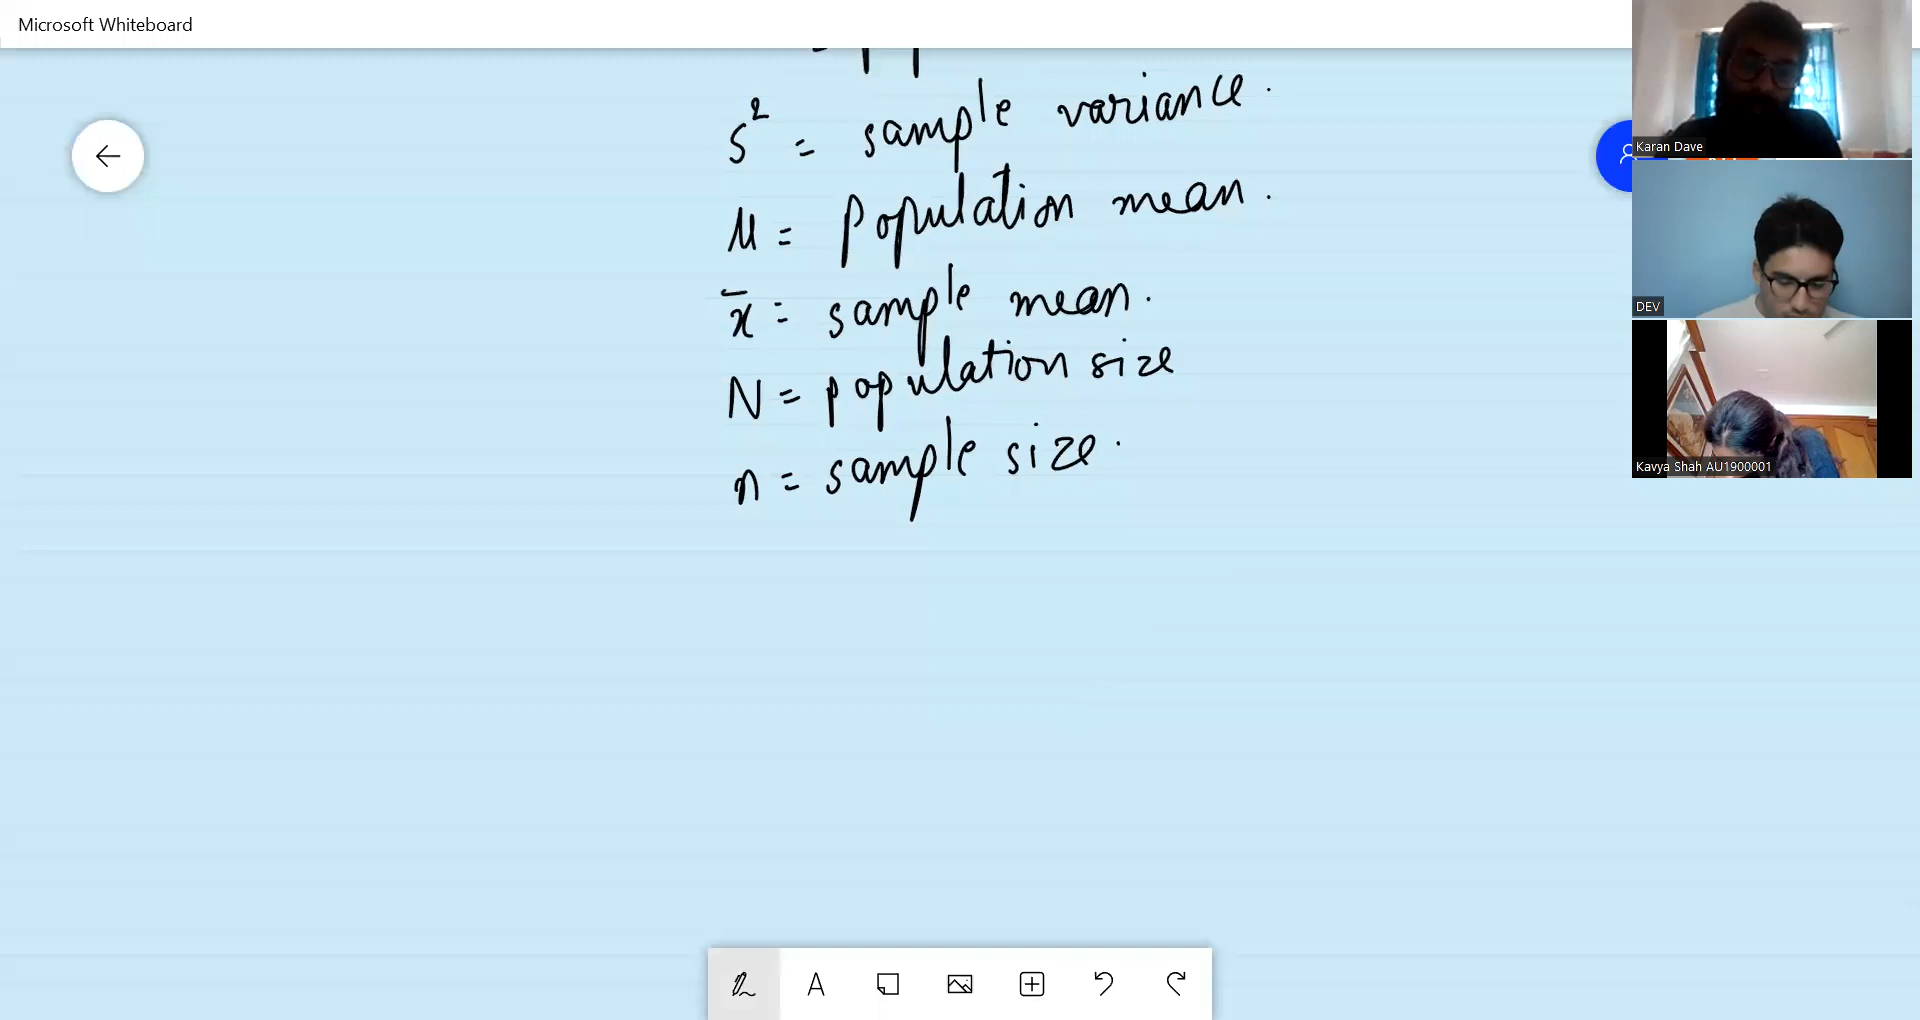 Microsoft Whiteboard
s² = sample variance.
μ = Population mean.
x̄ = sample mean.
N = population size
n = sample size.
Karan Dave
DEV
Kavya Shah AU1900001